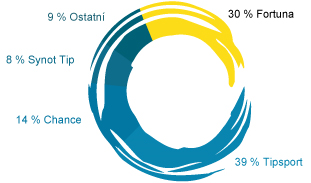 9 % Ostatní
30 % Fortuna
8 % Synot Tip
14 % Chance
39 % Tipsport